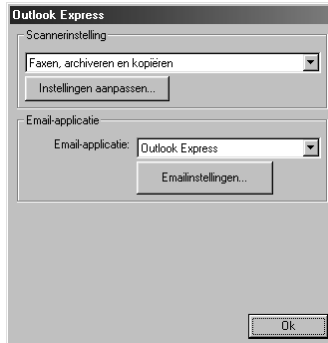 Outlook Express
Scannerinstelling
Faxen, archiveren en kopiëren
Instellingen aanpassen...
Email-applicatie
Email-applicatie: Outlook Express
Emailinstellingen...
Ok